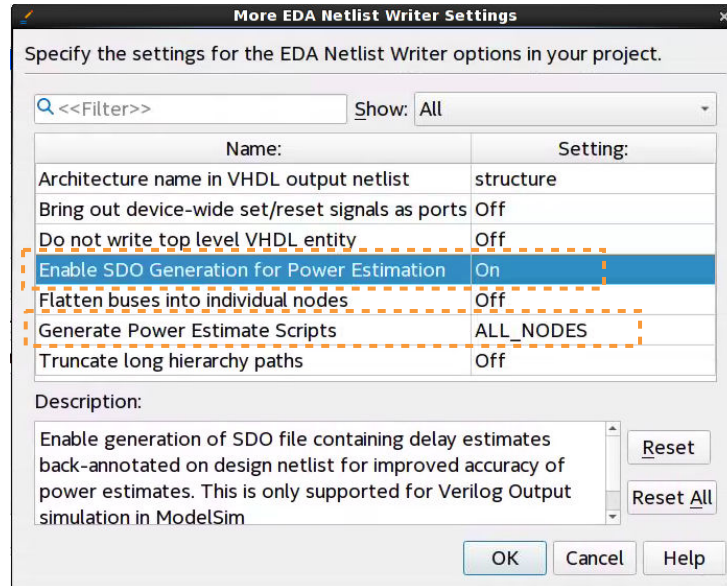 More EDA Netlist Writer Settings
Specify the settings for the EDA Netlist Writer options in your project.
<<Filter>> Show: All
Name: Setting:
Architecture name in VHDL output netlist structure
Bring out device-wide set/reset signals as ports Off
Do not write top level VHDL entity Off
Enable SDO Generation for Power Estimation On
Flatten buses into individual nodes Off
Generate Power Estimate Scripts ALL_NODES
Truncate long hierarchy paths Off
Description:
Enable generation of SDO file containing delay estimates
back-annotated on design netlist for improved accuracy of
power estimates. This is only supported for Verilog Output
simulation in ModelSim
Reset
Reset All
OK Cancel Help